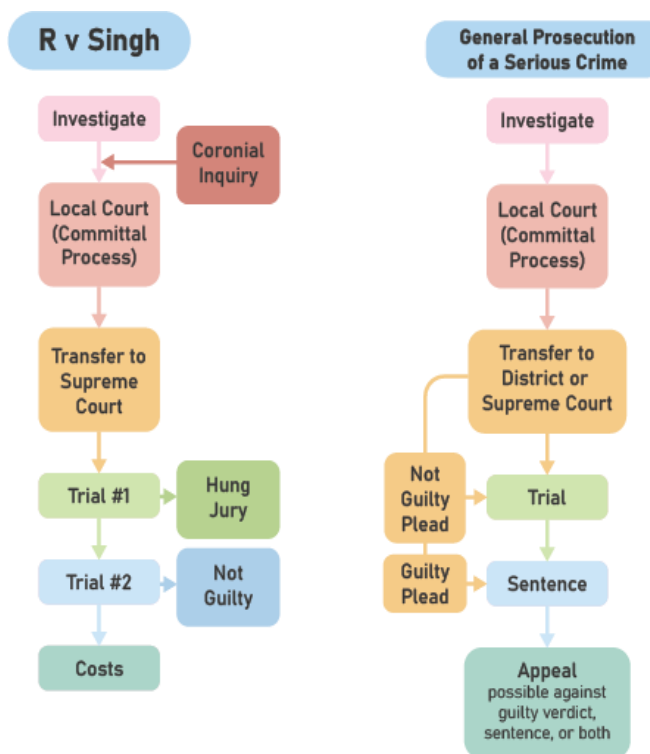 R v Singh
Investigate
Coronial
Inquiry
Local Court
(Committal
Process)
Transfer to
Supreme
Court
Trial #1
Hung
Jury
Trial #2
Not
Guilty
Costs
General Prosecution
of a Serious Crime
Investigate
Local Court
(Committal
Process)
Transfer to
District or
Supreme Court
Not
Guilty
Plead
Trial
Guilty
Plead
Sentence
Appeal
possible against
guilty verdict,
sentence, or both